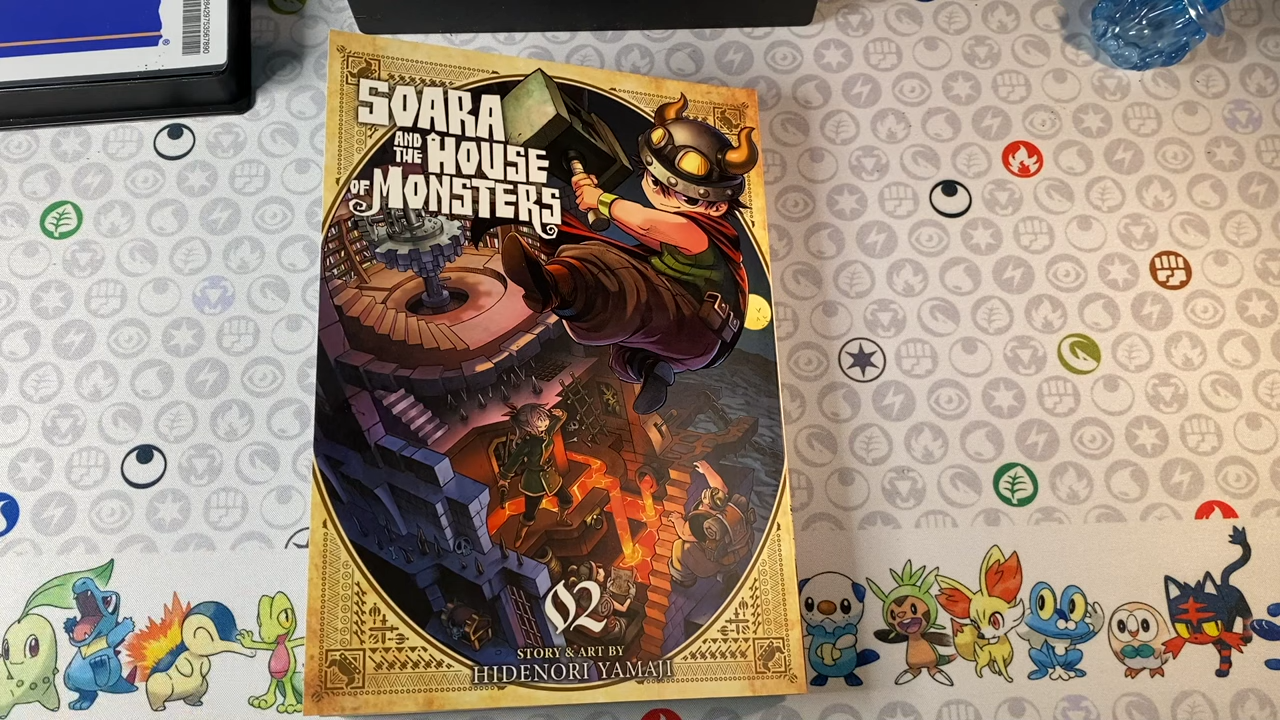 SOARA
AND THE HOUSE
OF MONSTERS
02
STORY & ART BY
HIDENORI YAMAJI